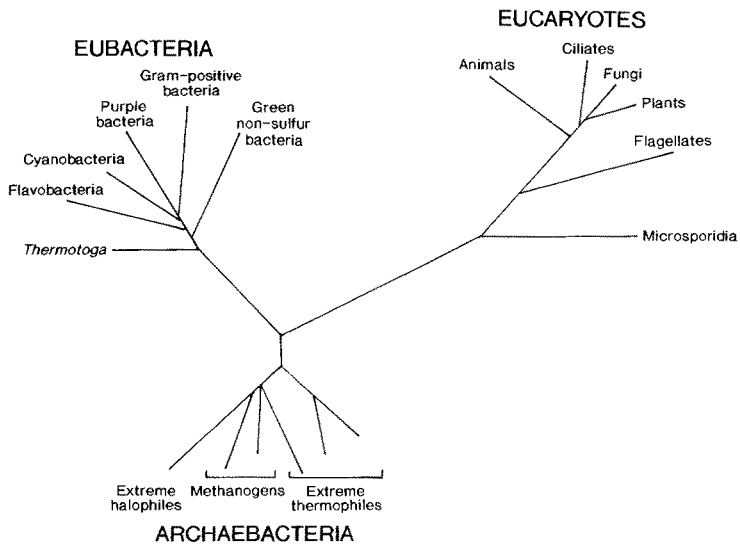 EUCARYOTES
Ciliates
Animals
Fungi
Plants
Flagellates
Microsporidia
EUBACTERIA
Gram-positive
bacteria
Purple
bacteria
Green
non-sulfur
bacteria
Cyanobacteria
Flavobacteria
Thermotoga
Extreme
halophiles
Methanogens
Extreme
thermophiles
ARCHAEBACTERIA